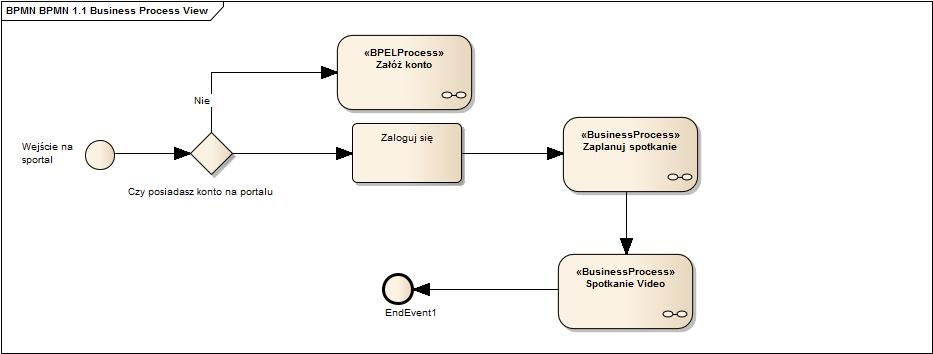 BPMN BPMN 1.1 Business Process View
«BPELProcess»
Załóż konto
Nie
Zaloguj się
«BusinessProcess»
Zaplanuj spotkanie
Wejście na
sportal
Czy posiadasz konto na portalu
«BusinessProcess»
Spotkanie Video
EndEvent1